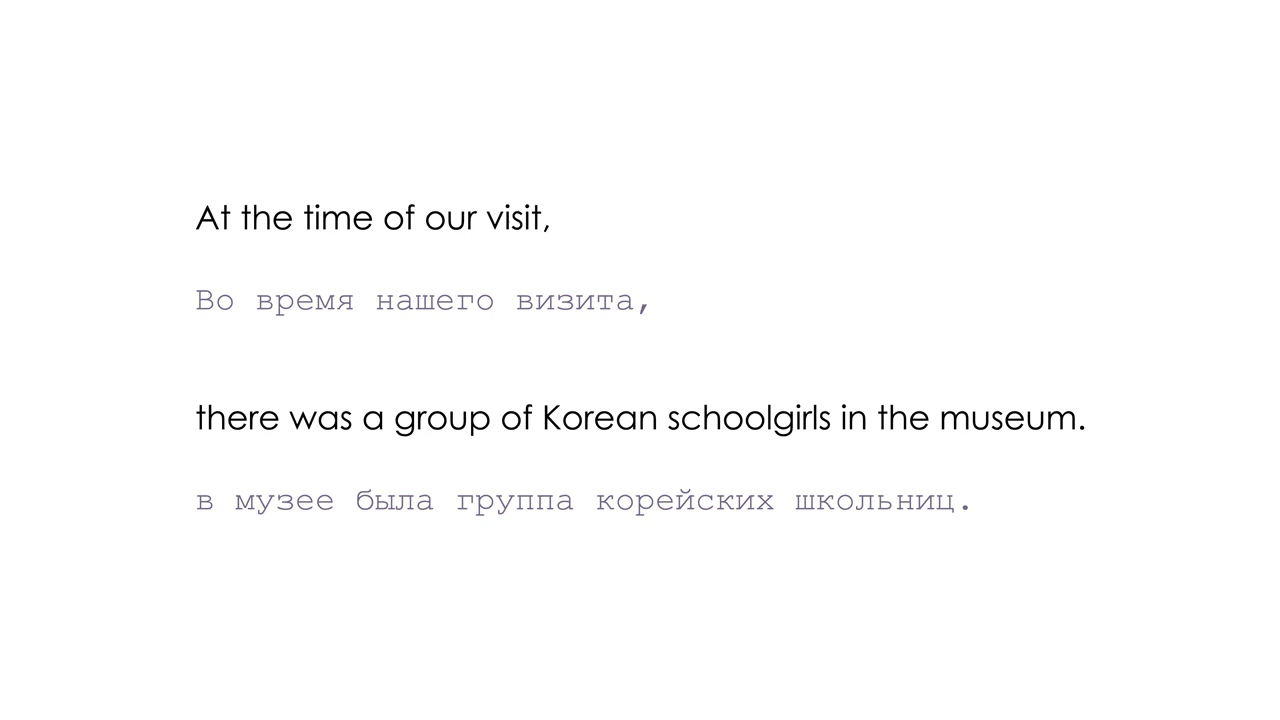 At the time of our visit,
Во время нашего визита,
there was a group of Korean schoolgirls in the museum.
в музее была группа корейских школьниц.